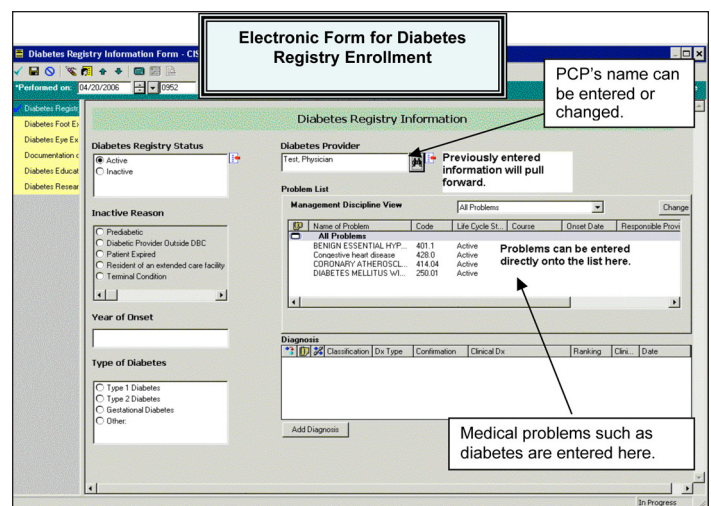 Electronic Form for Diabetes
Registry Enrollment
Diabetes Registry Information Form - CIS
*Performed on: 04/20/2006 0952
PCP's name can
be entered or
changed.
Diabetes Registr
Diabetes Foot Ex
Diabetes Eye Ex
Documentation o
Diabetes Educat
Diabetes Resear
Diabetes Registry Information
Diabetes Registry Status
Active
Inactive
Diabetes Provider
Test, Physician
Previously entered
information will pull
forward.
Inactive Reason
Prediabetic
Diabetic Provider Outside DBC
Patient Expired
Resident of an extended care facility
Terminal Condition
Problem List
Management Discipline View All Problems Change
Name of Problem Code Life Cycle St... Course Onset Date Responsible Provi
All Problems
BENIGN ESSENTIAL HYP... 401.1 Active
Congestive heart disease 428.0 Active
CORONARY ATHEROSCL... 414.04 Active
DIABETES MELLITUS WI... 250.01 Active
Problems can be entered
directly onto the list here.
Year of Onset
Type of Diabetes
Type 1 Diabetes
Type 2 Diabetes
Gestational Diabetes
Other:
Diagnosis
Classification Dx Type Confirmation Clinical Dx Ranking Clini... Date
Add Diagnosis
Medical problems such as
diabetes are entered here.
In Progress